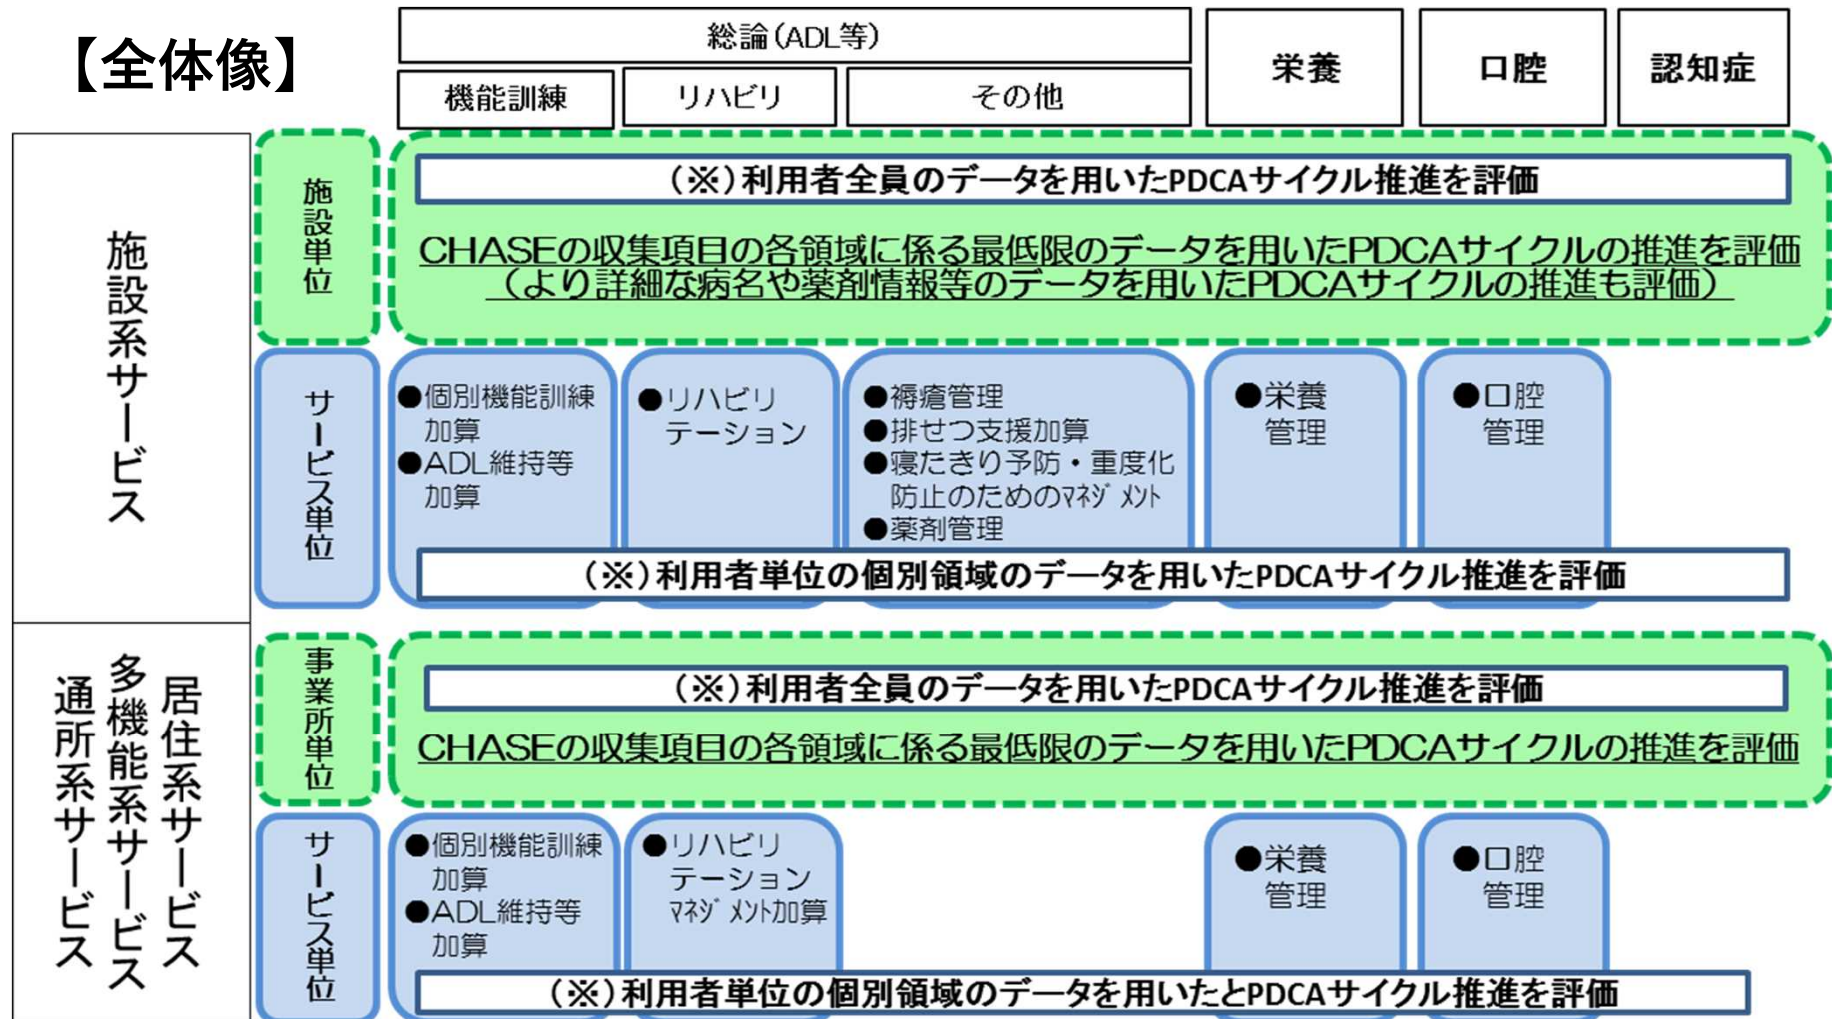 【全体像】
総論(ADL等)
機能訓練
リハビリ
その他
栄養
口腔
認知症
施設系サービス
施設単位
(※)利用者全員のデータを用いたPDCAサイクル推進を評価
CHASEの収集項目の各領域に係る最低限のデータを用いたPDCAサイクルの推進を評価
(より詳細な病名や薬剤情報等のデータを用いたPDCAサイクルの推進も評価)
サービス単位
●個別機能訓練
加算
●ADL維持等
加算
●リハビリ
テーション
●褥瘡管理
●排せつ支援加算
●寝たきり予防・重度化
防止のためのマネジメント
●薬剤管理
●栄養
管理
●口腔
管理
(※)利用者単位の個別領域のデータを用いたPDCAサイクル推進を評価
居住系サービス
多機能系サービス
通所系サービス
事業所単位
(※)利用者全員のデータを用いたPDCAサイクル推進を評価
CHASEの収集項目の各領域に係る最低限のデータを用いたPDCAサイクルの推進を評価
サービス単位
●個別機能訓練
加算
●ADL維持等
加算
●リハビリ
テーション
マネジメント加算
●栄養
管理
●口腔
管理
(※)利用者単位の個別領域のデータを用いたとPDCAサイクル推進を評価